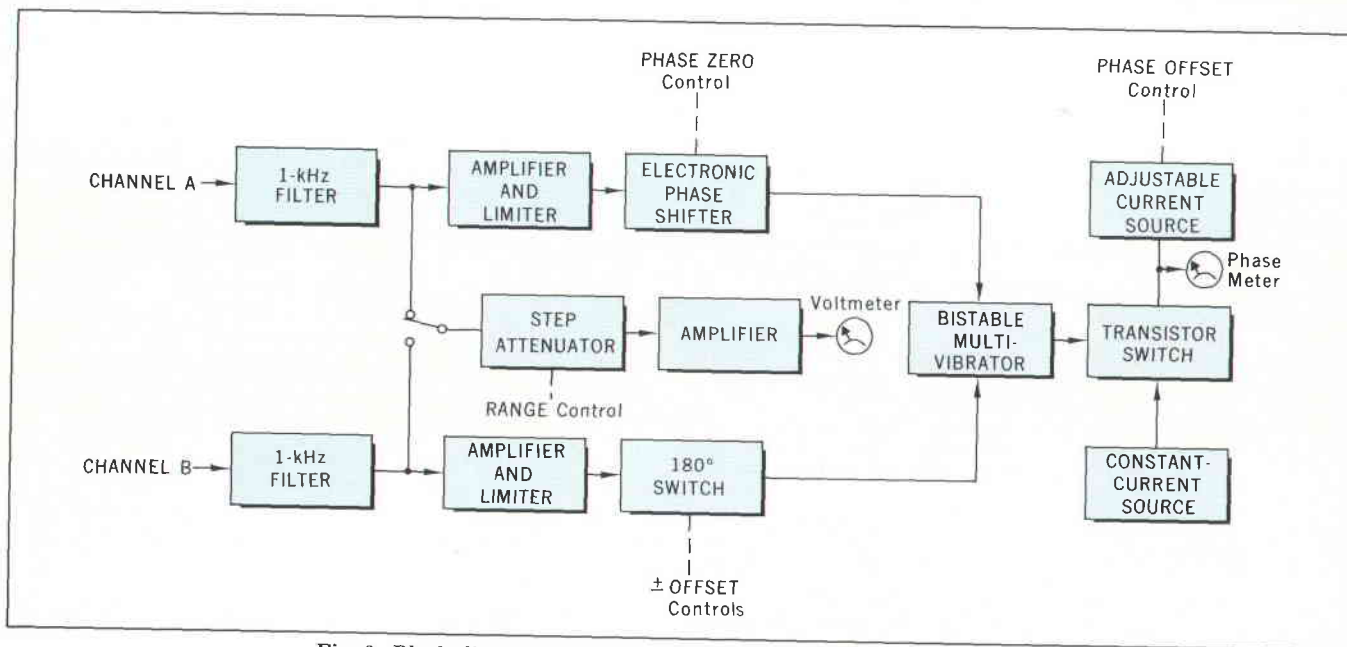 PHASE ZERO
Control
PHASE OFFSET
Control
CHANNEL A
1-kHz
FILTER
AMPLIFIER
AND
LIMITER
ELECTRONIC
PHASE
SHIFTER
ADJUSTABLE
CURRENT
SOURCE
Phase
Meter
STEP
ATTENUATOR
AMPLIFIER
Voltmeter
BISTABLE
MULTI-
VIBRATOR
TRANSISTOR
SWITCH
RANGE Control
CHANNEL B
1-kHz
FILTER
AMPLIFIER
AND
LIMITER
180°
SWITCH
CONSTANT-
CURRENT
SOURCE
± OFFSET
Controls